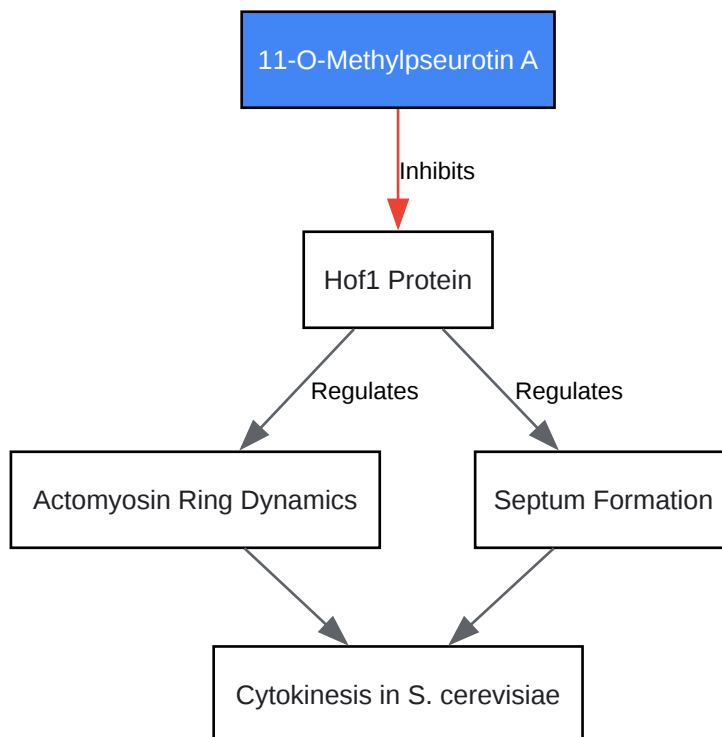 11-O-Methylpseurotin A
Inhibits
Hof1 Protein
Regulates
Regulates
Actomyosin Ring Dynamics
Septum Formation
Cytokinesis in S. cerevisiae